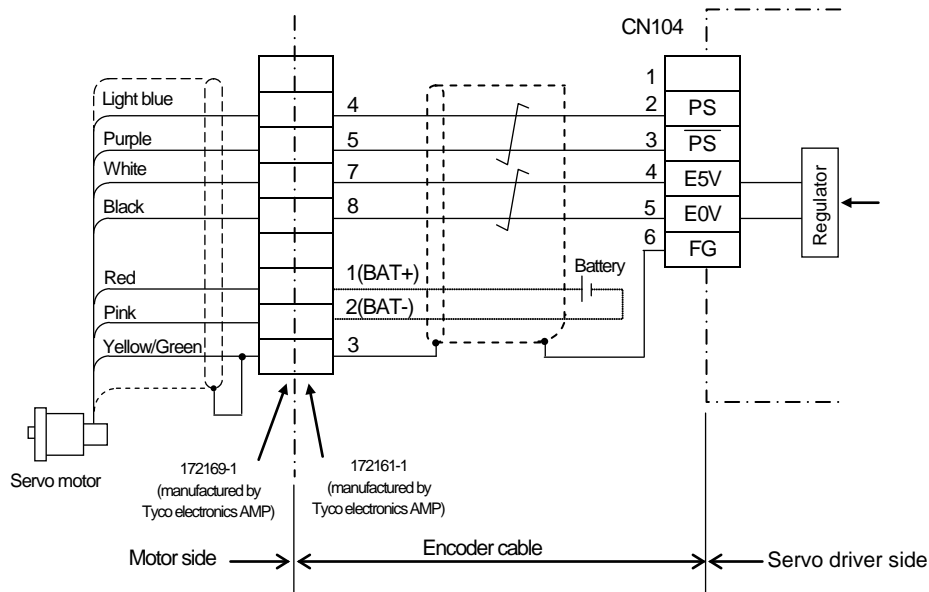 CN104
1
Light blue
4
2
PS
Purple
5
3
P̅S̅
White
7
4
E5V
Black
8
5
E0V
Regulator
6
FG
Red
1(BAT+)
Battery
Pink
2(BAT-)
Yellow/Green
3
Servo motor
172169-1
(manufactured by
Tyco electronics AMP)
172161-1
(manufactured by
Tyco electronics AMP)
Motor side
Encoder cable
Servo driver side